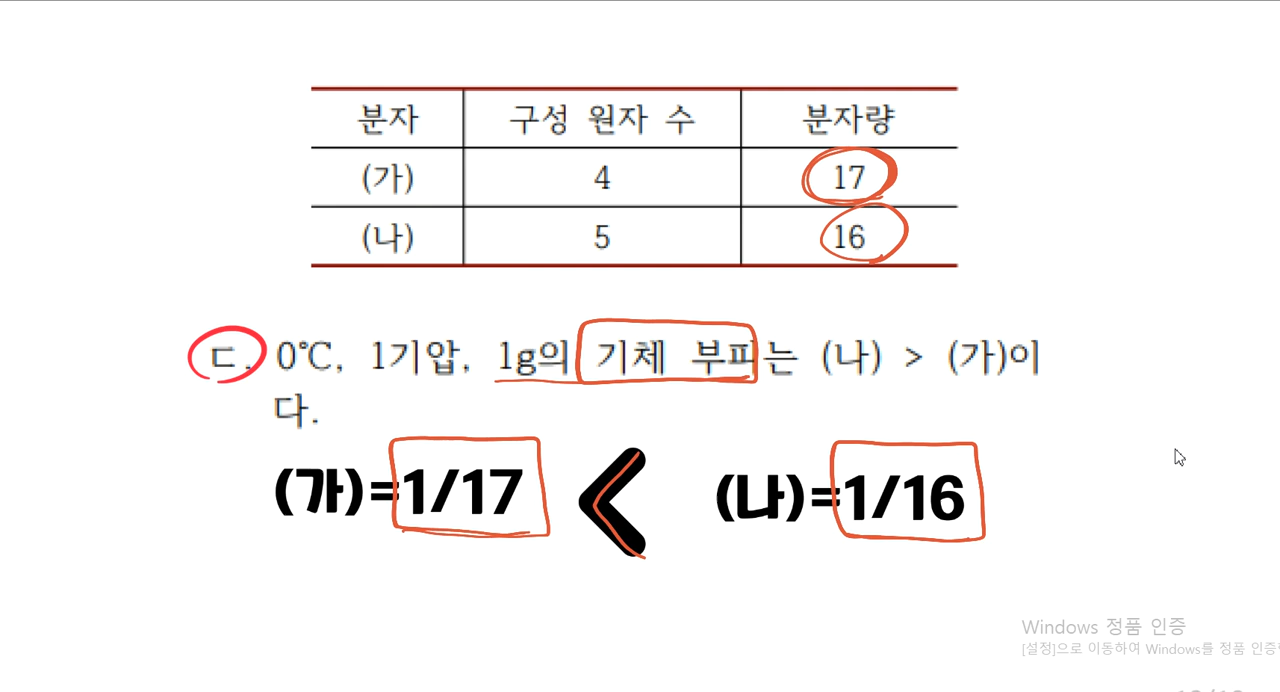 분자 구성 원자 수 분자량
(가) 4 17
(나) 5 16
ㄷ. 0℃, 1기압, 1g의 기체 부피는 (나) > (가)이
다.
(가)=1/17 < (나)=1/16
Windows 정품 인증
[설정]으로 이동하여 Windows를 정품 인증